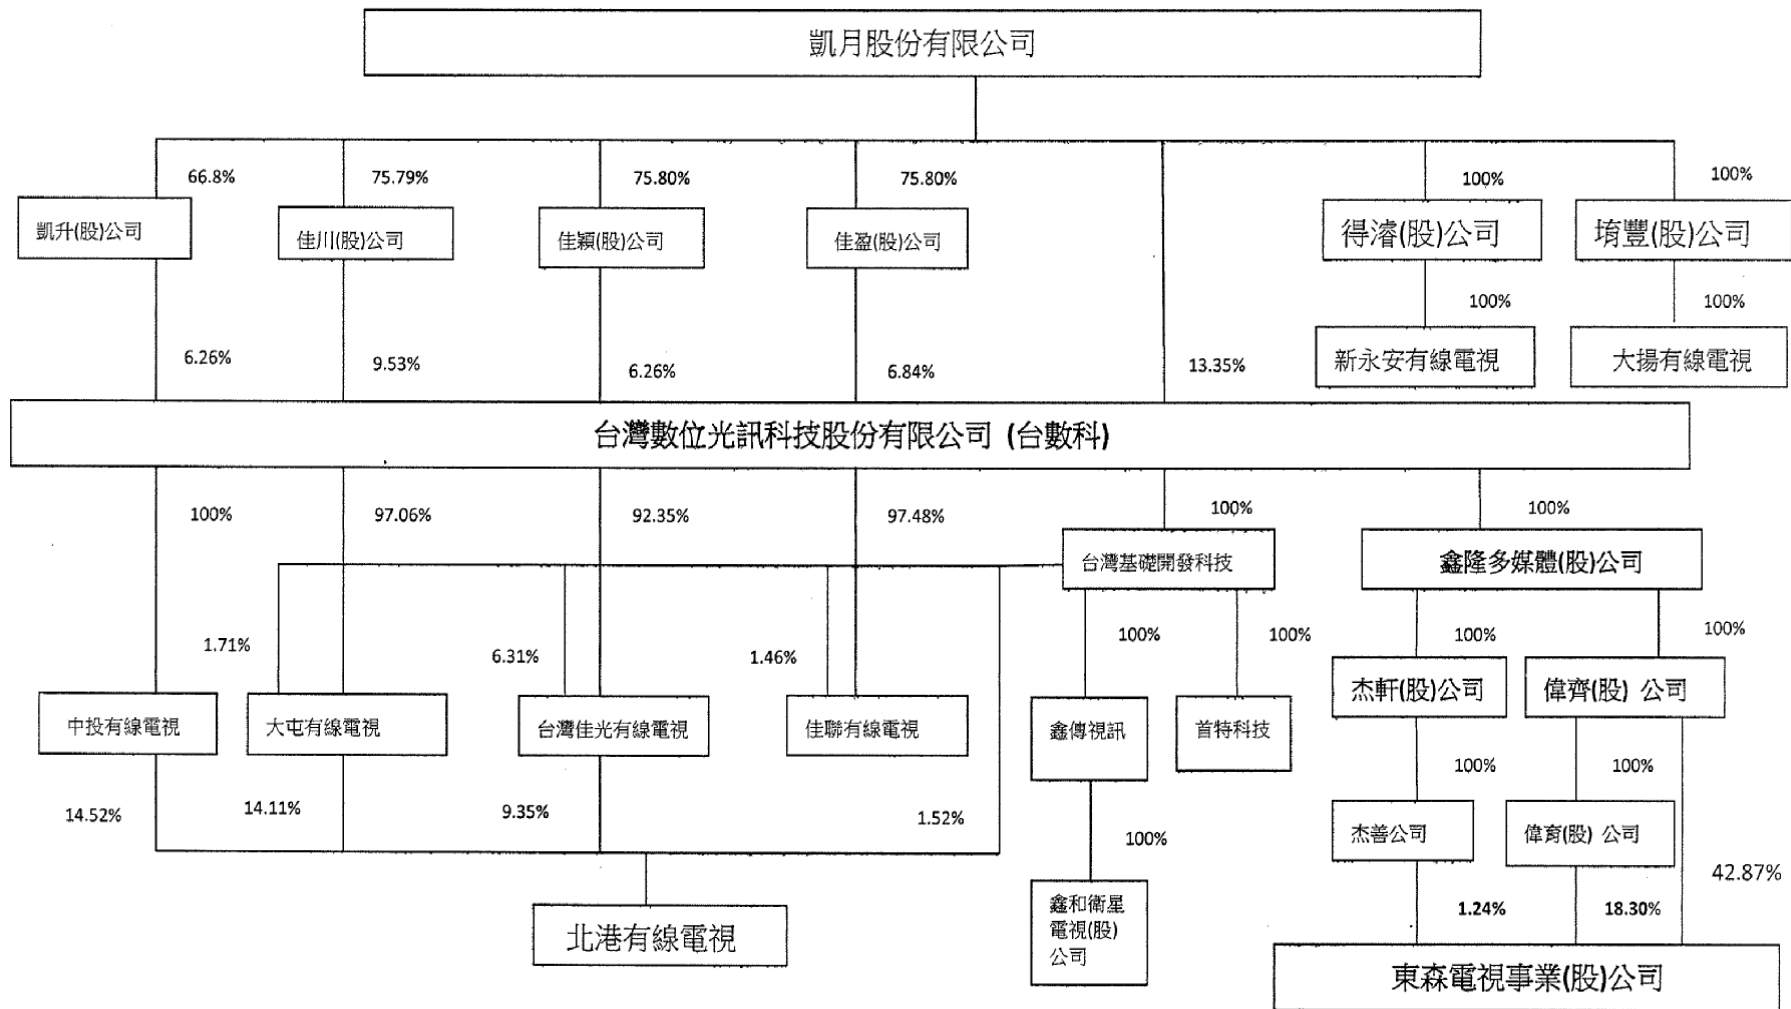 凱月股份有限公司
66.8%
75.79%
75.80%
75.80%
100%
100%
凱升(股)公司
佳川(股)公司
佳穎(股)公司
佳盈(股)公司
得濬(股)公司
堉豐(股)公司
100%
100%
6.26%
9.53%
6.26%
6.84%
13.35%
新永安有線電視
大揚有線電視
台灣數位光訊科技股份有限公司 (台數科)
100%
97.06%
92.35%
97.48%
100%
100%
台灣基礎開發科技
鑫隆多媒體(股)公司
1.71%
6.31%
1.46%
100%
100%
100%
100%
中投有線電視
大屯有線電視
台灣佳光有線電視
佳聯有線電視
鑫傳視訊
首特科技
杰軒(股)公司
偉齊(股) 公司
14.52%
14.11%
9.35%
1.52%
100%
100%
100%
杰善公司
偉育(股) 公司
42.87%
北港有線電視
鑫和衛星
電視(股)
公司
1.24%
18.30%
東森電視事業(股)公司